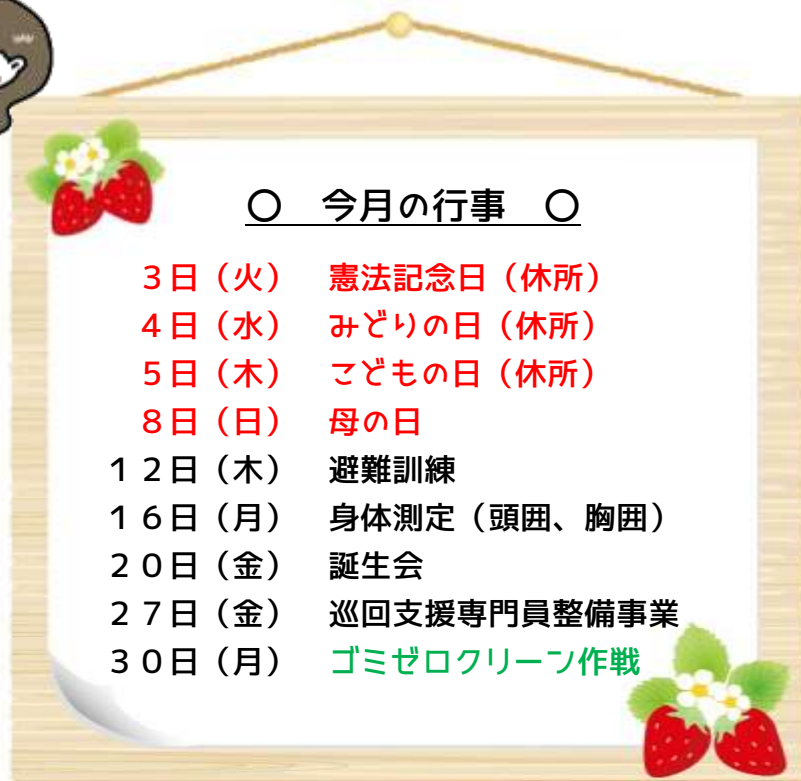 〇　今月の行事　〇
３日（火）　憲法記念日（休所）
４日（水）　みどりの日（休所）
５日（木）　こどもの日（休所）
８日（日）　母の日
１２日（木）　避難訓練
１６日（月）　身体測定（頭囲、胸囲）
２０日（金）　誕生会
２７日（金）　巡回支援専門員整備事業
３０日（月）　ゴミゼロクリーン作戦